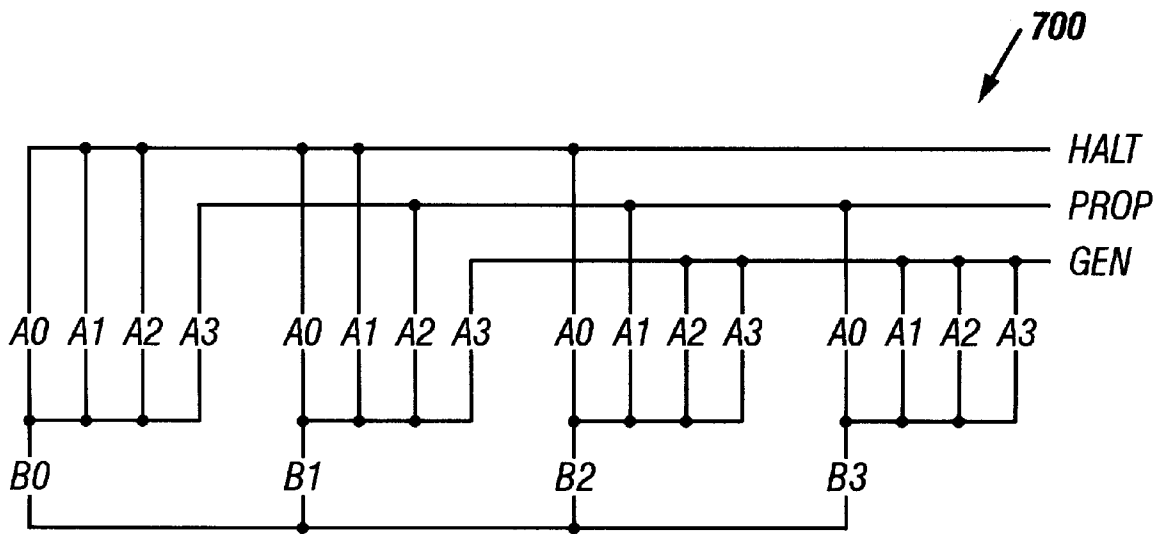 700
HALT
PROP
GEN
A0 A1 A2 A3 A0 A1 A2 A3 A0 A1 A2 A3 A0 A1 A2 A3
B0 B1 B2 B3